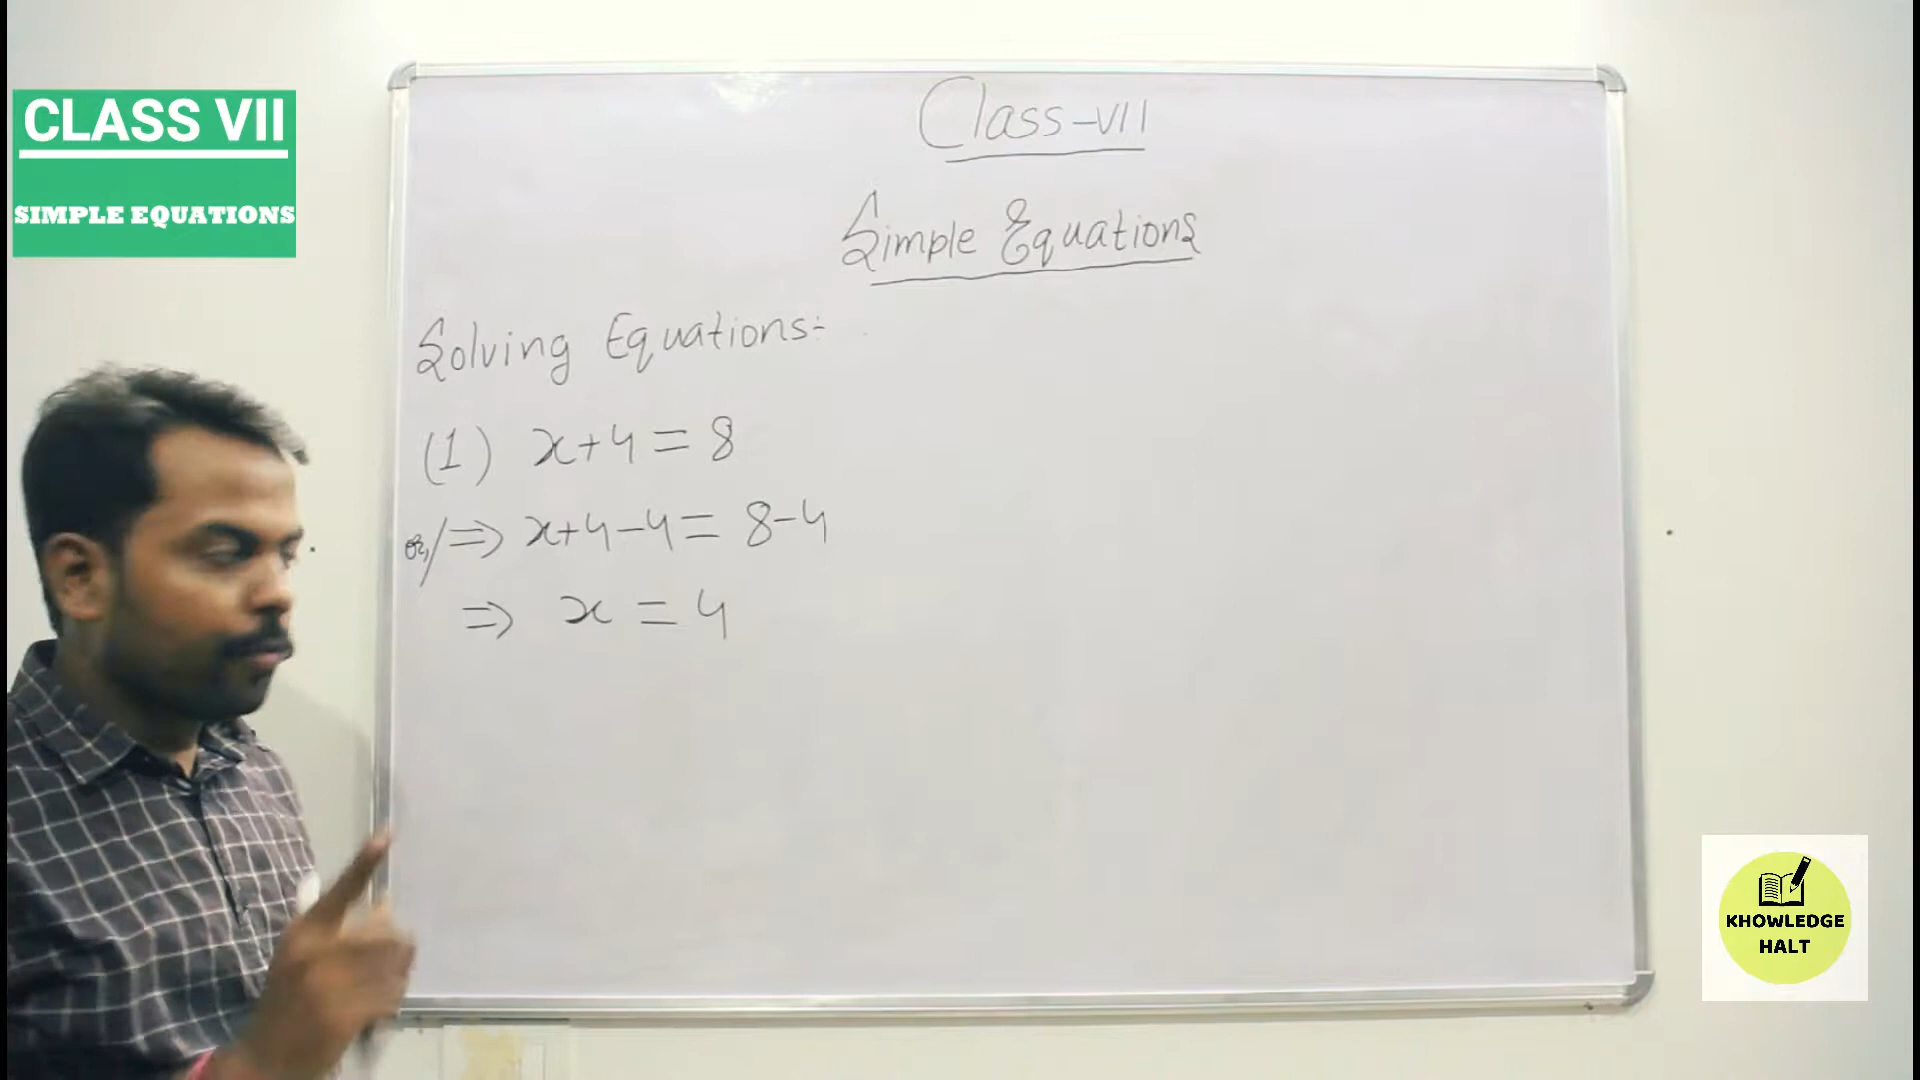 CLASS VII
SIMPLE EQUATIONS
Class-VII
Simple Equations
Solving Equations:-
(1) x+4=8
or,/⇒ x+4-4=8-4
⇒ x=4
KHOWLEDGE
HALT